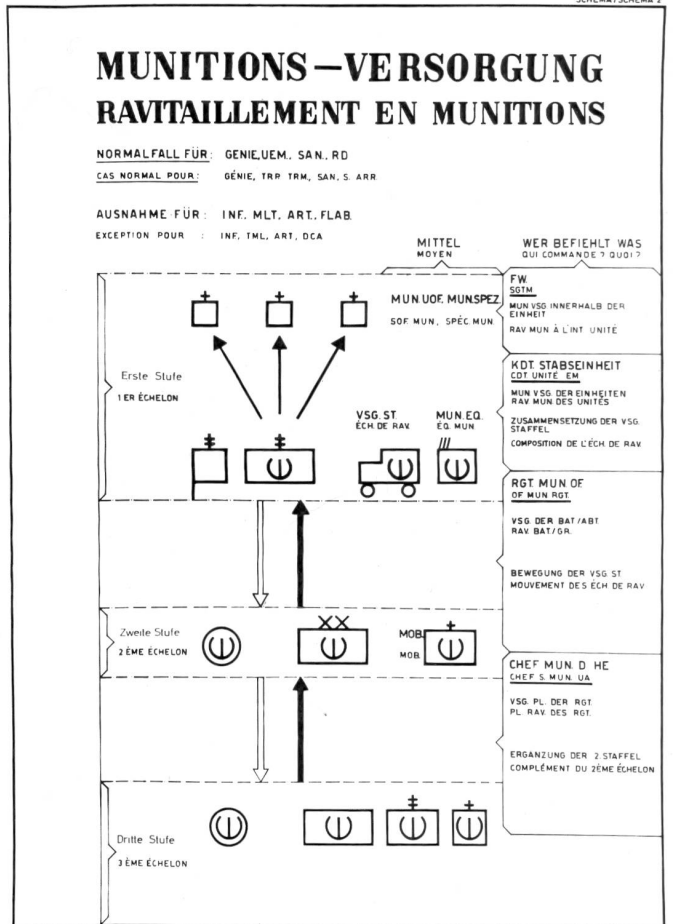 SCHEMA / SCHÉMA 2
MUNITIONS – VERSORGUNG
RAVITAILLEMENT EN MUNITIONS
NORMALFALL FÜR: GENIE, UEM., SAN., RD
CAS NORMAL POUR: GÉNIE, TRP. TRM., SAN., S. ARR.
AUSNAHME FÜR: INF., MLT., ART., FLAB.
EXCEPTION POUR : INF., TML, ART., DCA
MITTEL
MOYEN
WER BEFIEHLT WAS
QUI COMMANDE ? QUOI ?
Erste Stufe
1 ER ÉCHELON
MUN.UOF. MUN.SPEZ.
SOF. MUN., SPÉC. MUN.
VSG. ST.
ÉCH. DE RAV.
MUN. EQ.
ÉQ. MUN
FW.
SGTM
MUN VSG INNERHALB DER
EINHEIT
RAV MUN À L'INT UNITÉ
KDT. STABSEINHEIT
CDT UNITÉ EM
MUN VSG. DER EINHEITEN
RAV MUN DES UNITÉS
ZUSAMMENSETZUNG DER VSG.
STAFFEL
COMPOSITION DE L'ÉCH. DE RAV.
RGT MUN OF
OF MUN RGT.
VSG. DER BAT/ABT
RAV. BAT/GR.
BEWEGUNG DER VSG. ST
MOUVEMENT DES ÉCH. DE RAV
Zweite Stufe
2 ÈME ÉCHELON
XX
MOB.
MOB.
CHEF MUN. D HE
CHEF S. MUN. UA
VSG. PL. DER RGT.
PL. RAV. DES RGT.
ERGÄNZUNG DER 2. STAFFEL
COMPLÉMENT DU 2ÈME ÉCHELON
Dritte Stufe
3 ÈME ÉCHELON